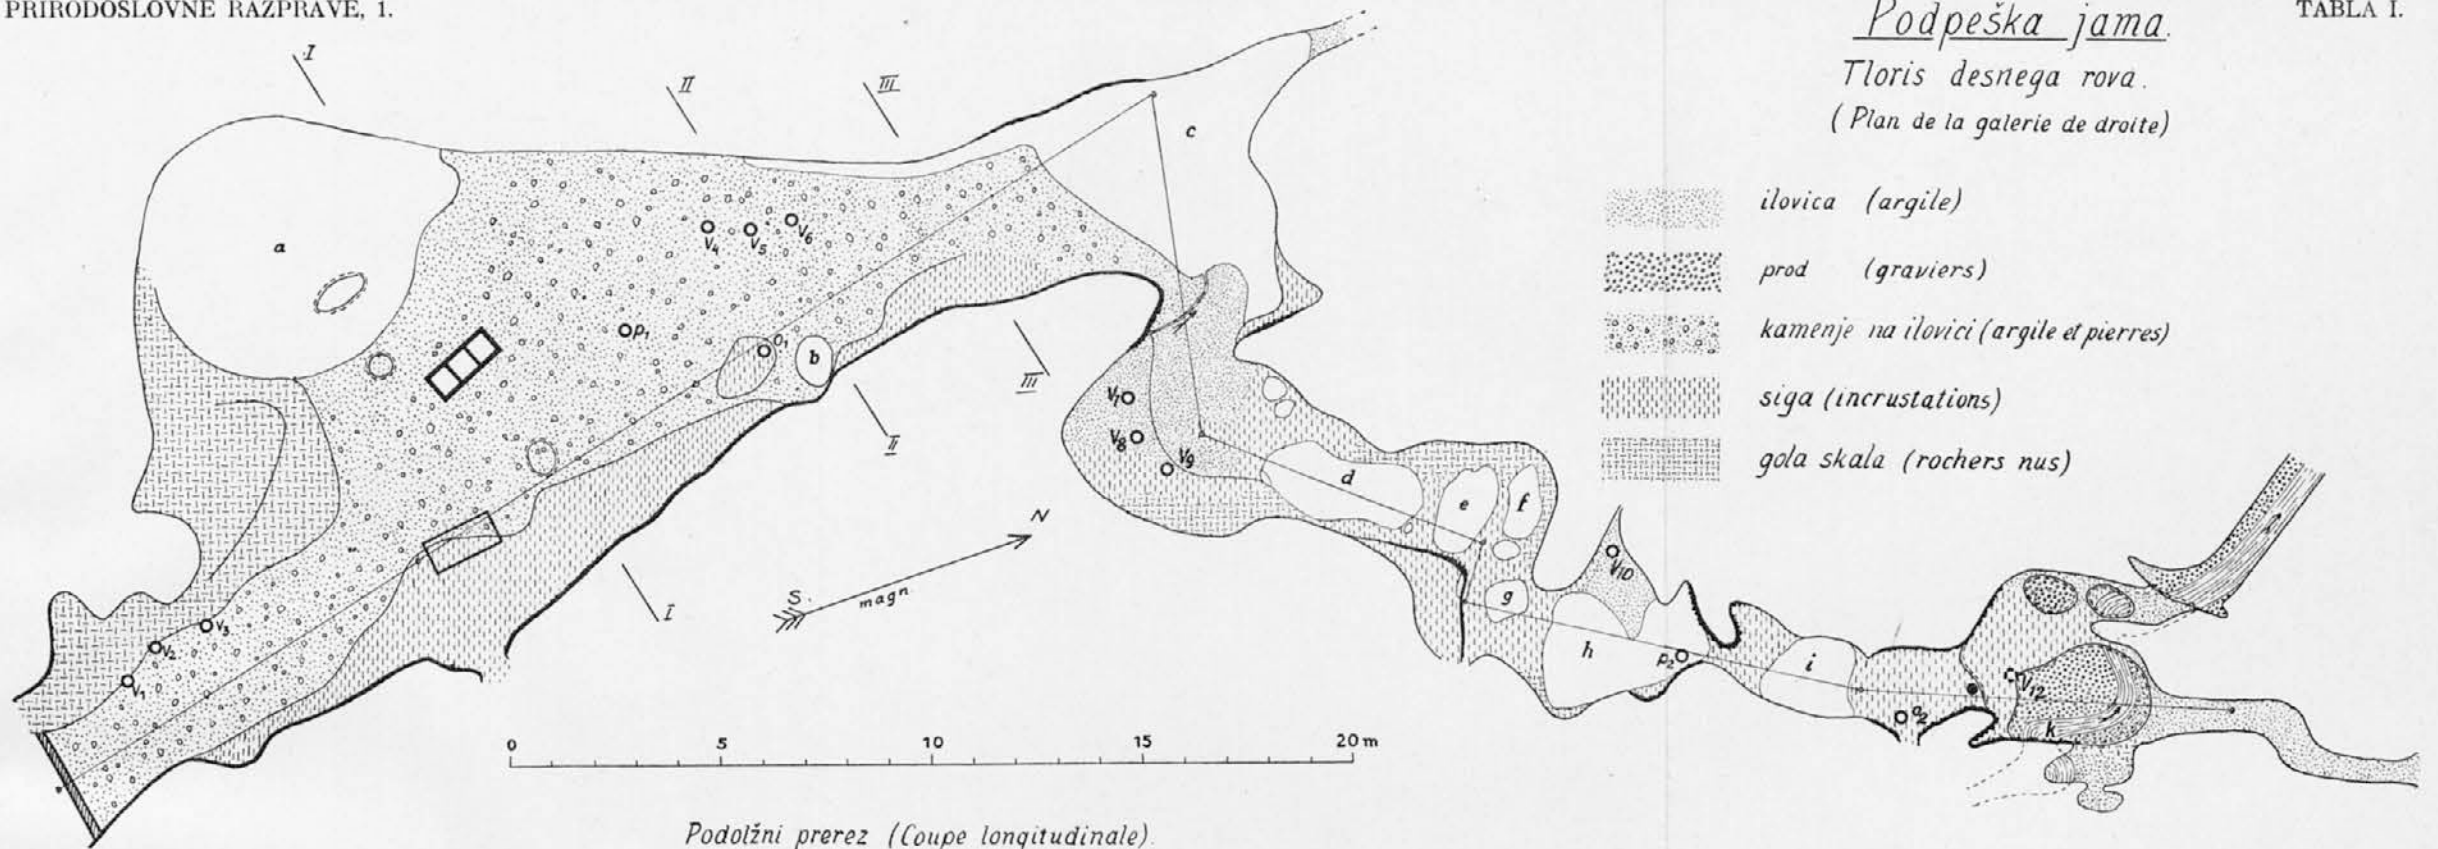 PRIRODOSLOVNE RAZPRAVE, 1.
TABLA I.
Podpeška jama.
Tloris desnega rova.
(Plan de la galerie de droite)
ilovica (argile)
prod (graviers)
kamenje na ilovici (argile et pierres)
siga (incrustations)
gola skala (rochers nus)
I
II
III
a
c
V4
V5
V6
p1
O1
b
III
II
I
V7
V8
V9
d
e
f
g
V10
h
p2
i
V12
k
V3
V2
V1
N
S.
magn.
0 5 10 15 20 m
Podolžni prerez (Coupe longitudinale).